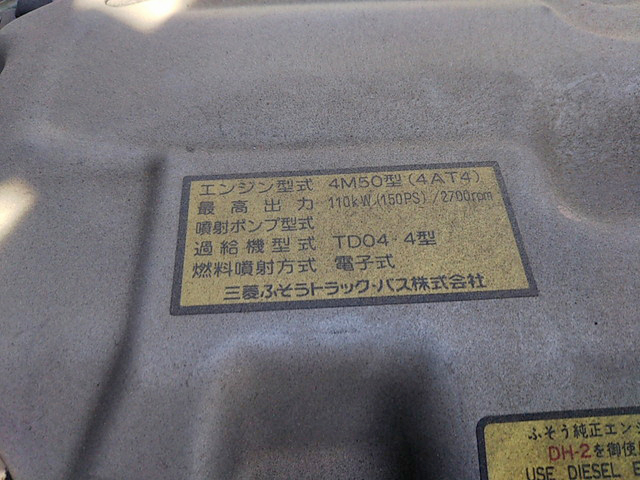 エンジン型式 4M50型(4AT4)
最高出力 110kW(150PS)/2700rpm
噴射ポンプ型式
過給機型式 TD04・4型
燃料噴射方式 電子式
三菱ふそうトラック・バス株式会社
ふそう純正エンジ
DH-2を御使
USE DIESEL E